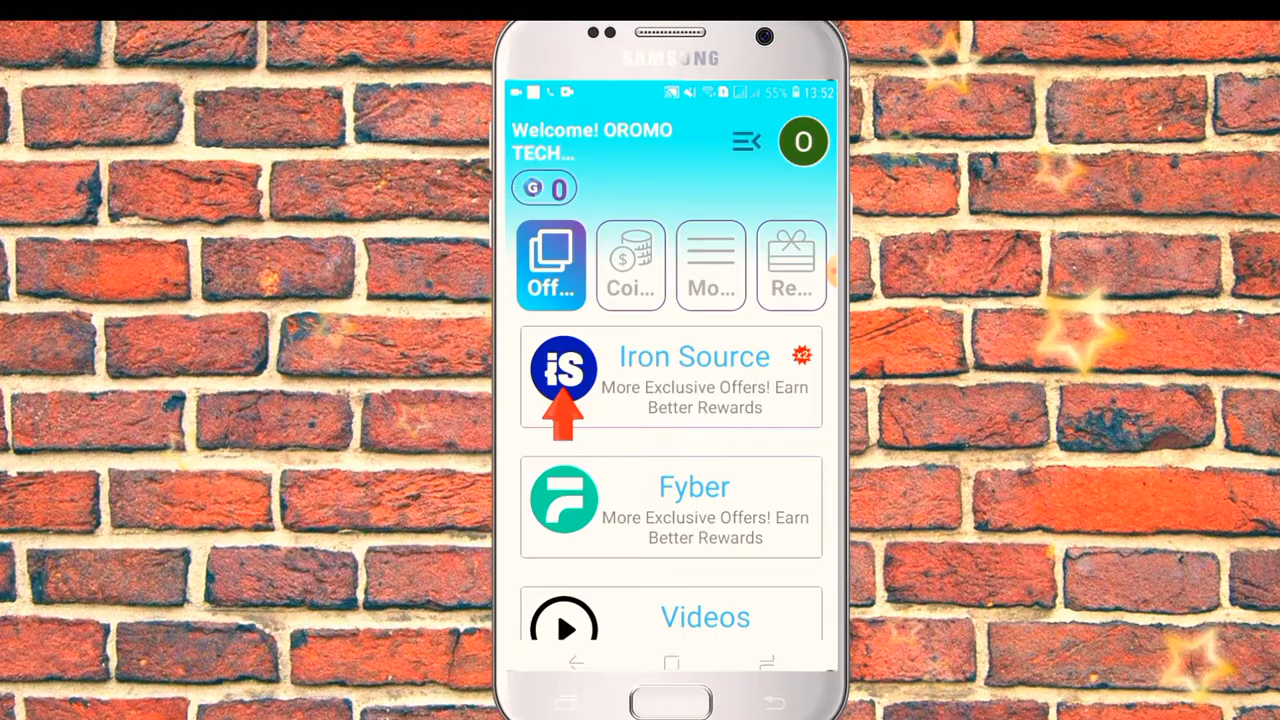 SAMSUNG
55% 13:52
Welcome! OROMO
TECH...
O
G 0
Off...
Coi...
Mo...
Re...
iS
Iron Source
x2
More Exclusive Offers! Earn
Better Rewards
Fyber
More Exclusive Offers! Earn
Better Rewards
Videos